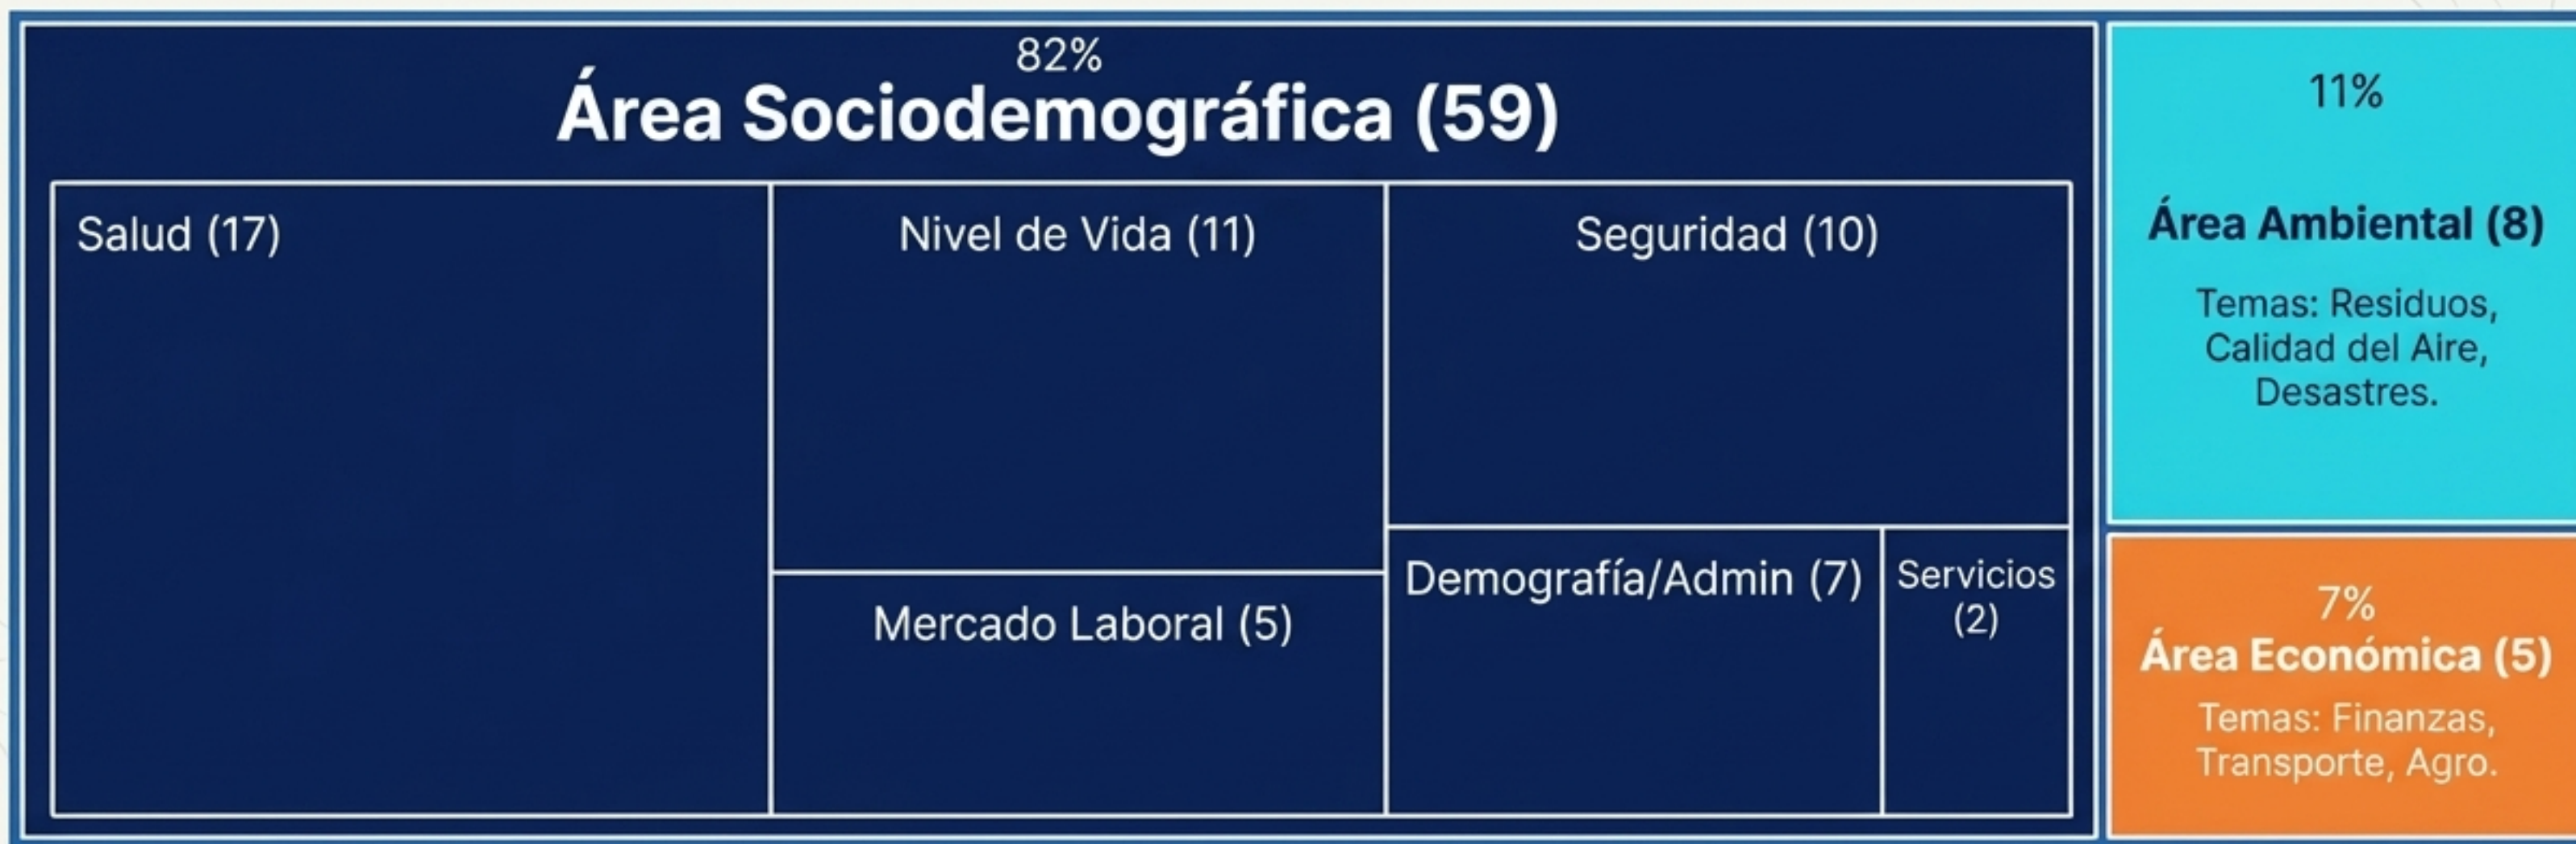 82%
Área Sociodemográfica (59)
Salud (17)
Nivel de Vida (11)
Mercado Laboral (5)
Seguridad (10)
Demografía/Admin (7)
Servicios
(2)
11%
Área Ambiental (8)
Temas: Residuos,
Calidad del Aire,
Desastres.
7%
Área Económica (5)
Temas: Finanzas,
Transporte, Agro.